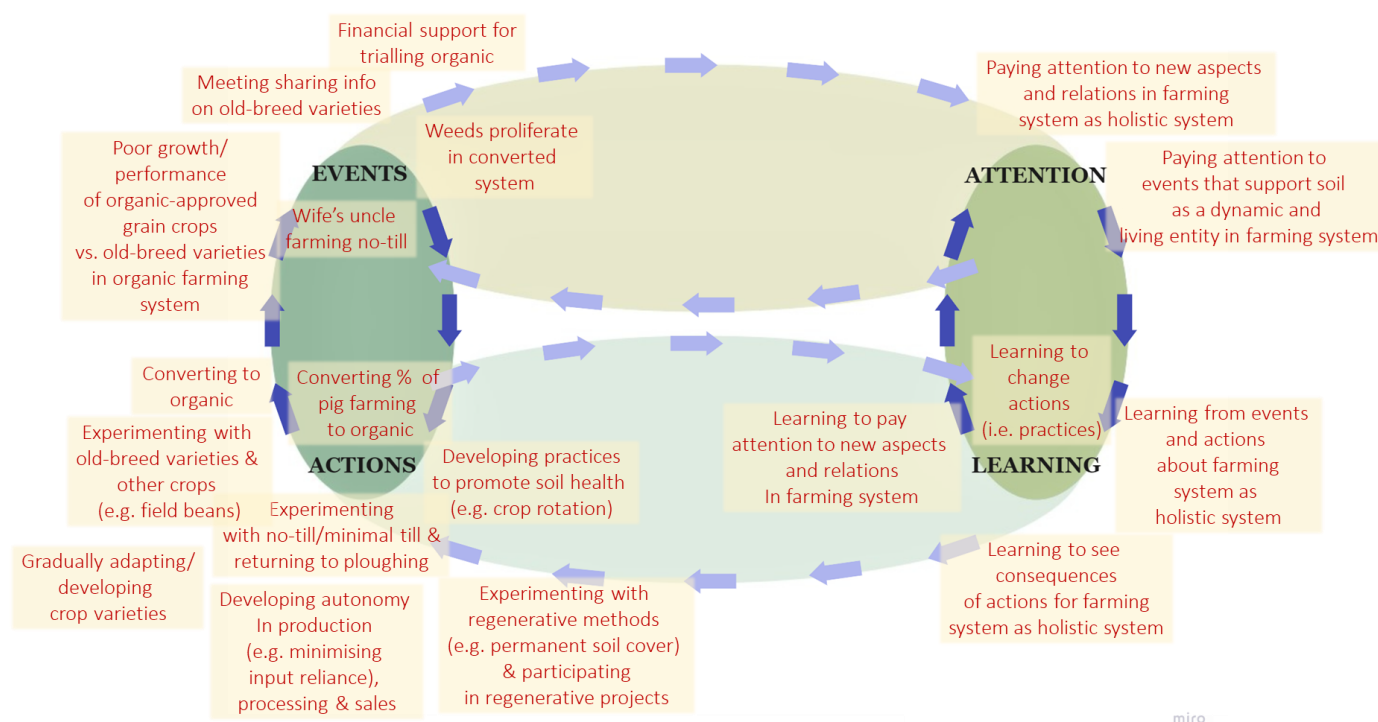 Financial support for
trialling organic
Meeting sharing info
on old-breed varieties
Paying attention to new aspects
and relations in farming
system as holistic system
Weeds proliferate
in converted
system
Poor growth/
performance
of organic-approved
grain crops
vs. old-breed varieties
in organic farming
system
EVENTS
Wife's uncle
farming no-till
ATTENTION
Paying attention to
events that support soil
as a dynamic and
living entity in farming system
Converting to
organic
Converting % of
pig farming
to organic
Learning to
change
actions
(i.e. practices)
Experimenting with
old-breed varieties &
other crops
(e.g. field beans)
ACTIONS
Developing practices
to promote soil health
(e.g. crop rotation)
Learning to pay
attention to new aspects
and relations
In farming system
LEARNING
Learning from events
and actions
about farming
system as
holistic system
Experimenting
with no-till/minimal till &
returning to ploughing
Gradually adapting/
developing
crop varieties
Developing autonomy
In production
(e.g. minimising
input reliance),
processing & sales
Experimenting with
regenerative methods
(e.g. permanent soil cover)
& participating
in regenerative projects
Learning to see
consequences
of actions for farming
system as holistic system
miro